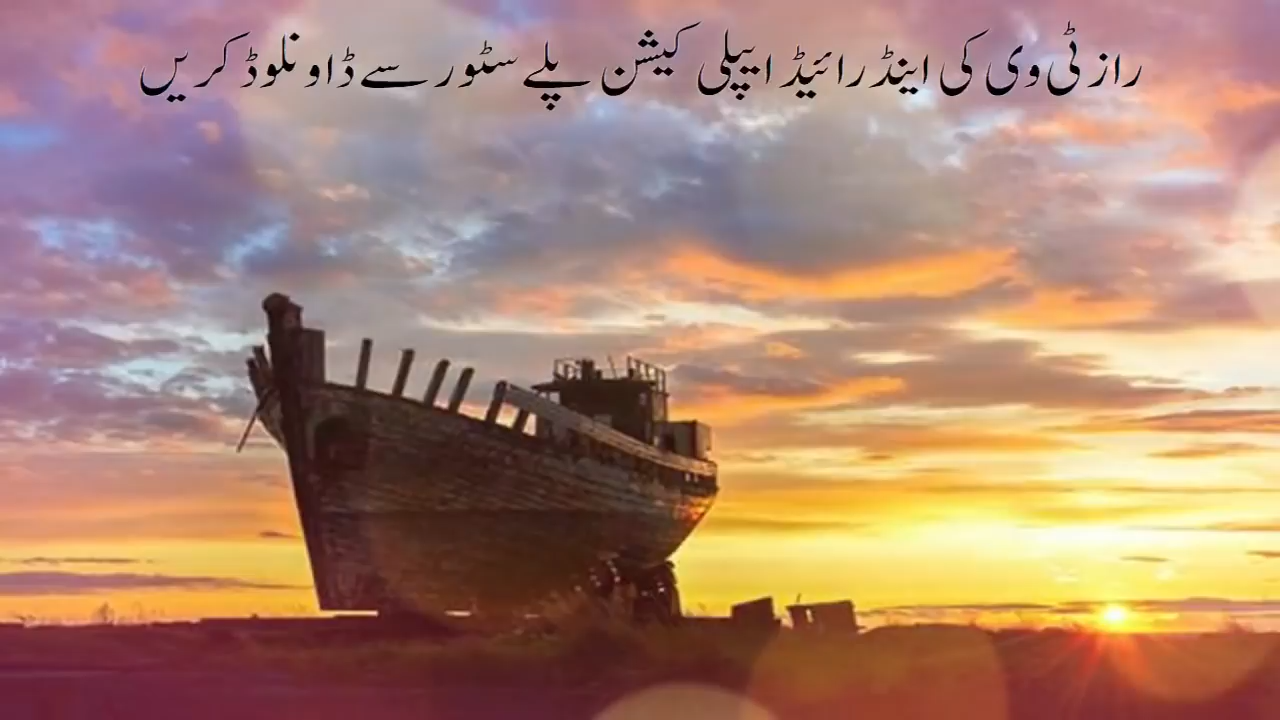 راز ٹی وی کی اینڈرائیڈ ایپلی کیشن پلے سٹور سے ڈاونلوڈ کریں